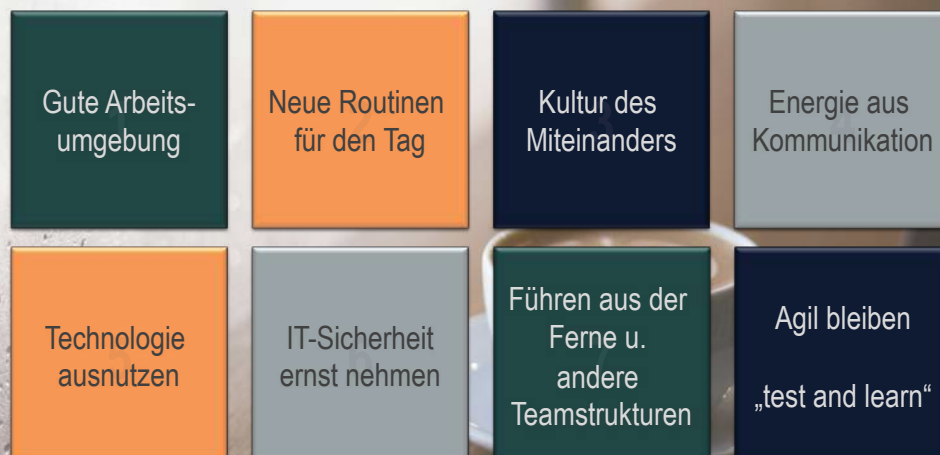 Gute Arbeits-
umgebung
Neue Routinen
für den Tag
Kultur des
Miteinanders
Energie aus
Kommunikation
Technologie
ausnutzen
IT-Sicherheit
ernst nehmen
Führen aus der
Ferne u.
andere
Teamstrukturen
Agil bleiben
„test and learn“